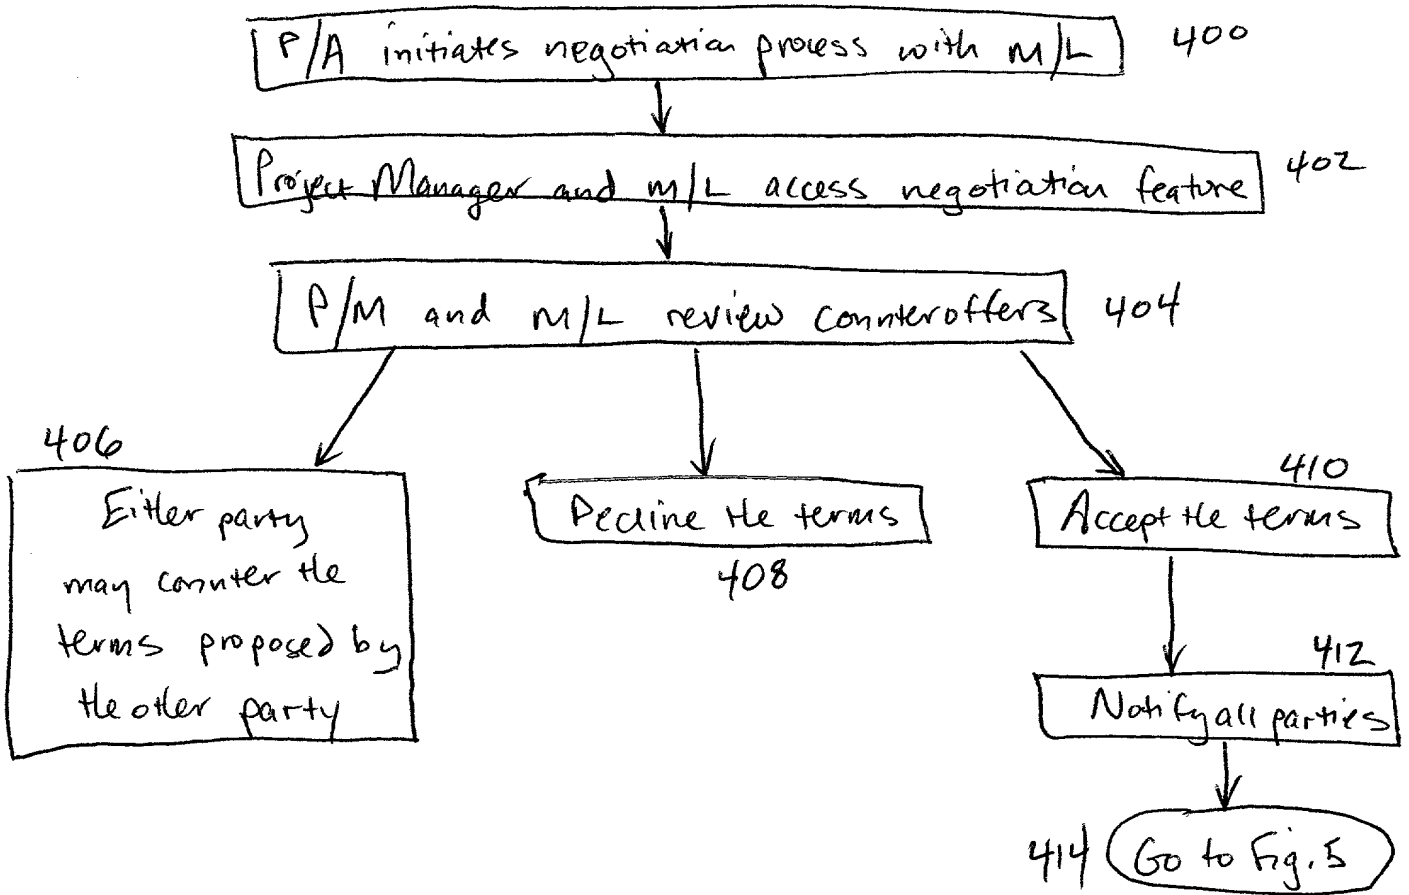 P/A initiates negotiation process with M/L 400
Project Manager and M/L access negotiation feature 402
P/M and M/L review counteroffers 404
406
Either party
may counter the
terms proposed by
the other party
Decline the terms
408
410
Accept the terms
412
Notify all parties
414 Go to Fig. 5